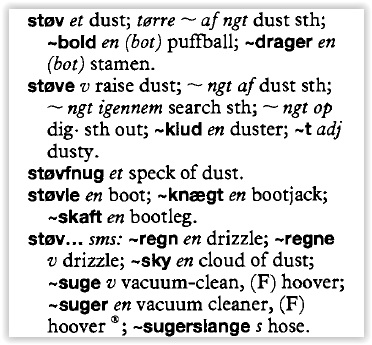 støv et dust; tørre ~ af ngt dust sth;
~bold en (bot) puffball; ~drager en
(bot) stamen.
støve v raise dust; ~ ngt af dust sth;
~ ngt igennem search sth; ~ ngt op
dig· sth out; ~klud en duster; ~t adj
dusty.
støvfnug et speck of dust.
støvle en boot; ~knægt en bootjack;
~skaft en bootleg.
støv... sms: ~regn en drizzle; ~regne
v drizzle; ~sky en cloud of dust;
~suge v vacuum-clean, (F) hoover;
~suger en vacuum cleaner, (F)
hoover ®; ~sugerslange s hose.